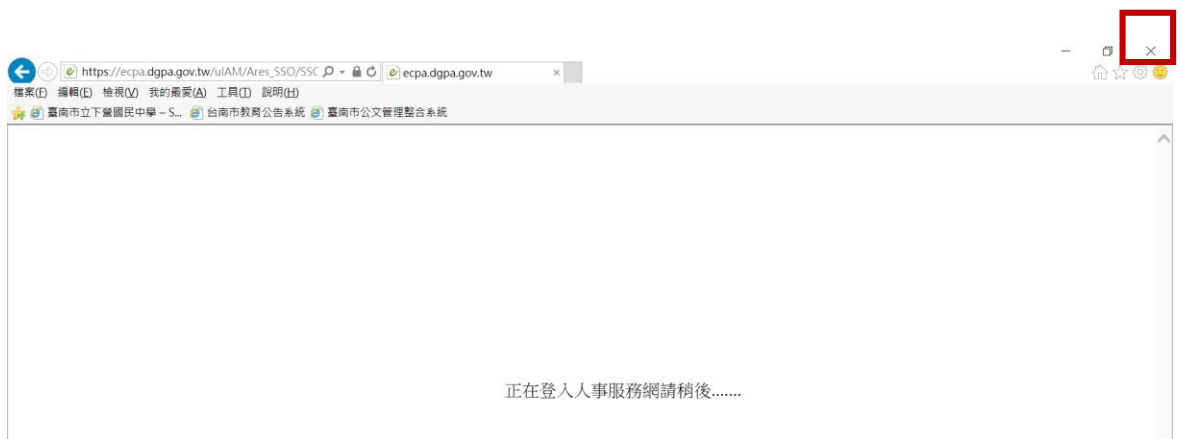 https://ecpa.dgpa.gov.tw/uIAM/Ares_SSO/SSC
ecpa.dgpa.gov.tw
檔案(F) 編輯(E) 檢視(V) 我的最愛(A) 工具(T) 說明(H)
臺南市立下營國民中學 – S... 台南市教育公告系統 臺南市公文管理整合系統
正在登入人事服務網請稍後.......